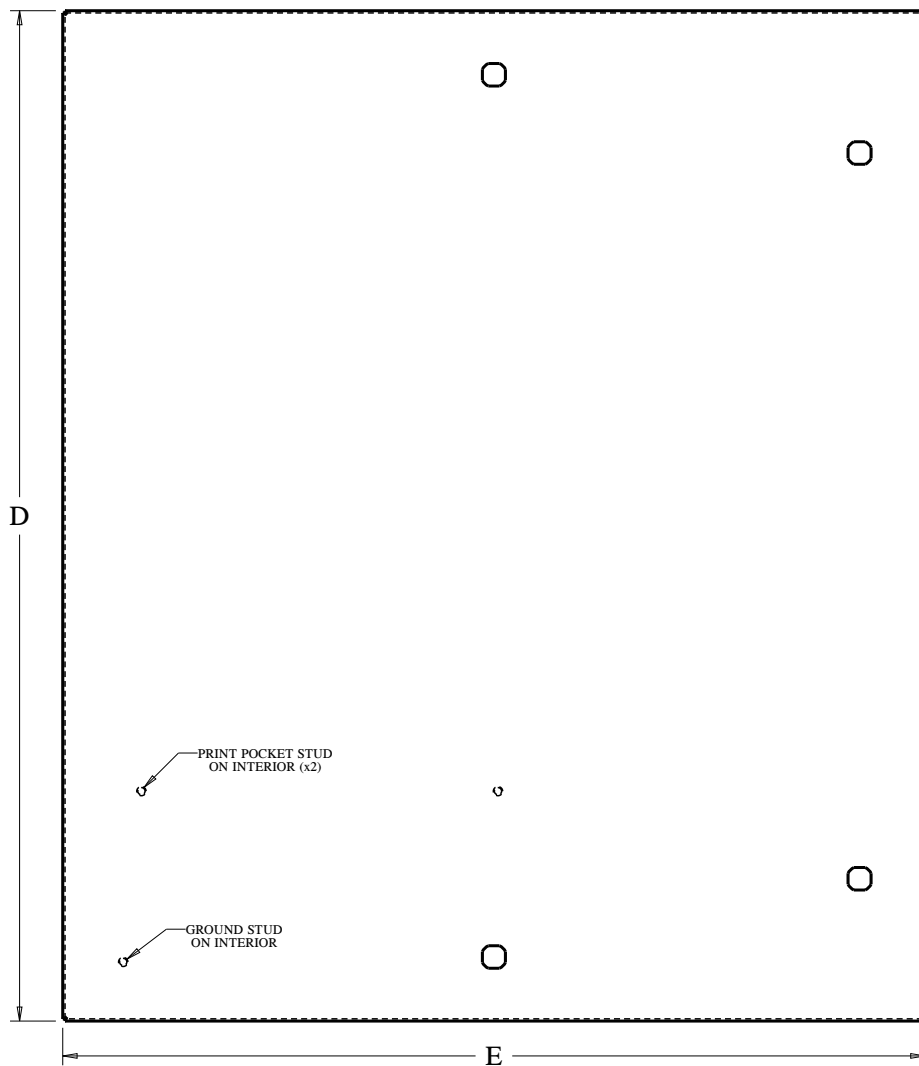 D
PRINT POCKET STUD
ON INTERIOR (x2)
GROUND STUD
ON INTERIOR
E